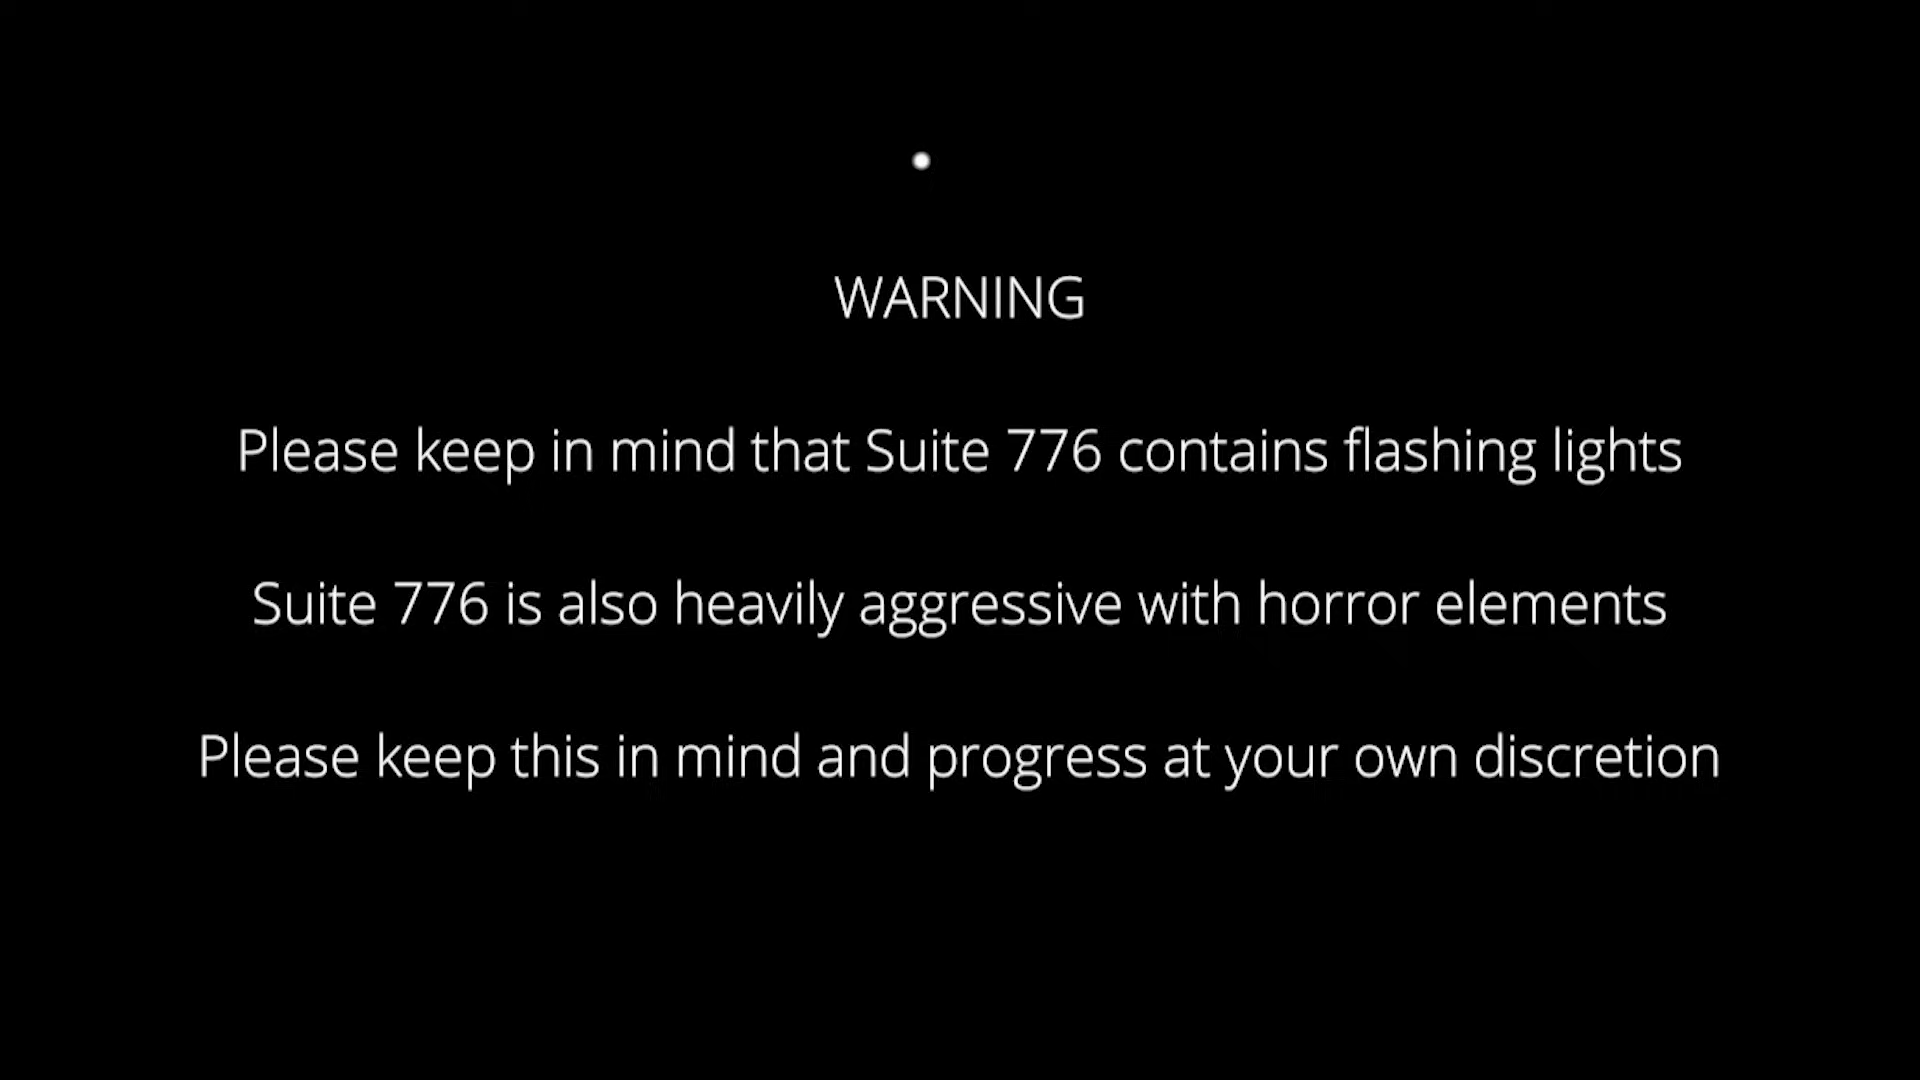 WARNING
Please keep in mind that Suite 776 contains flashing lights
Suite 776 is also heavily aggressive with horror elements
Please keep this in mind and progress at your own discretion